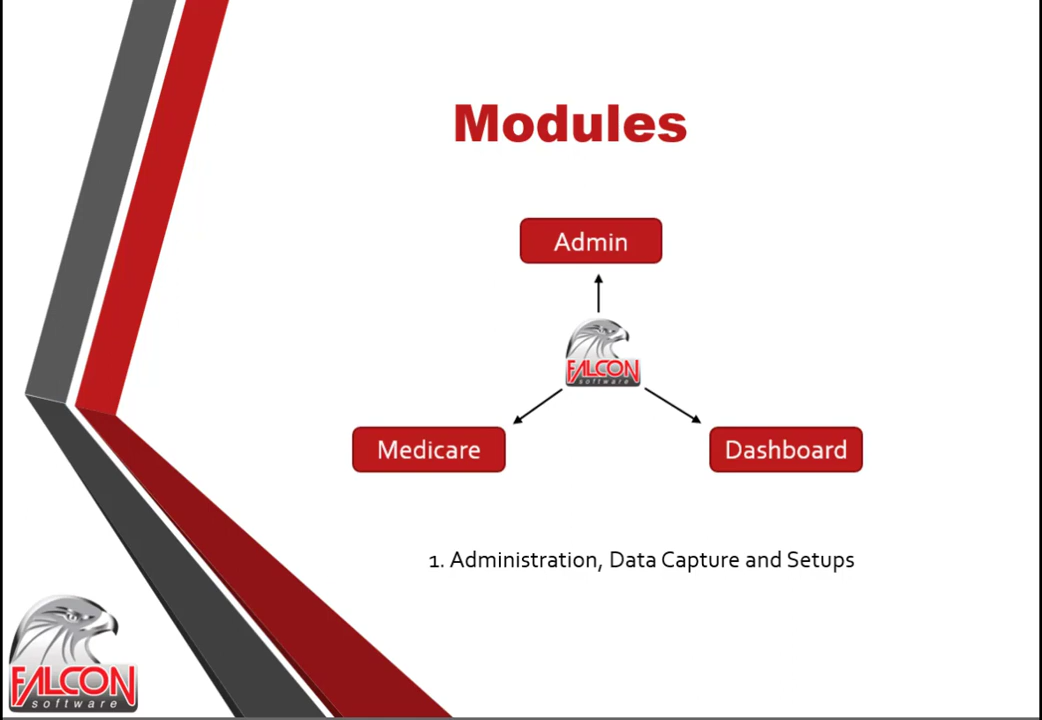 Modules
Admin
FALCON
software
Medicare
Dashboard
1. Administration, Data Capture and Setups
FALCON
software